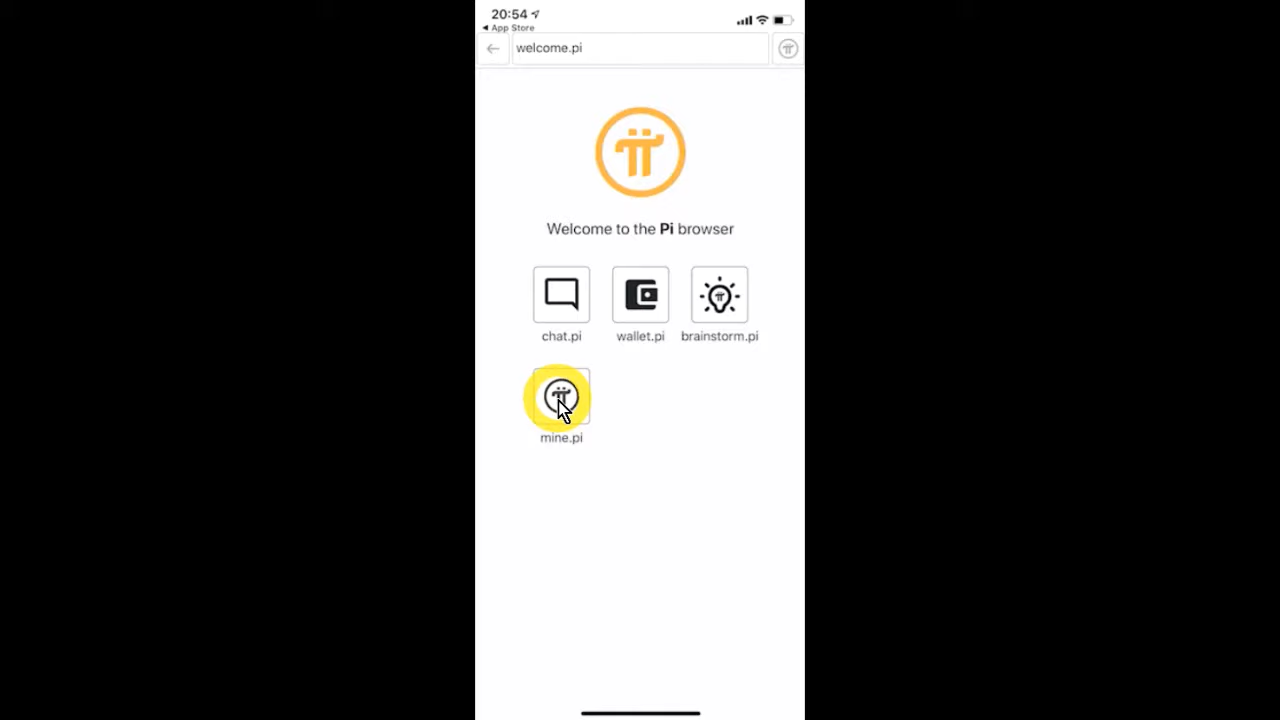 20:54
App Store
welcome.pi
Welcome to the Pi browser
chat.pi
wallet.pi
brainstorm.pi
mine.pi